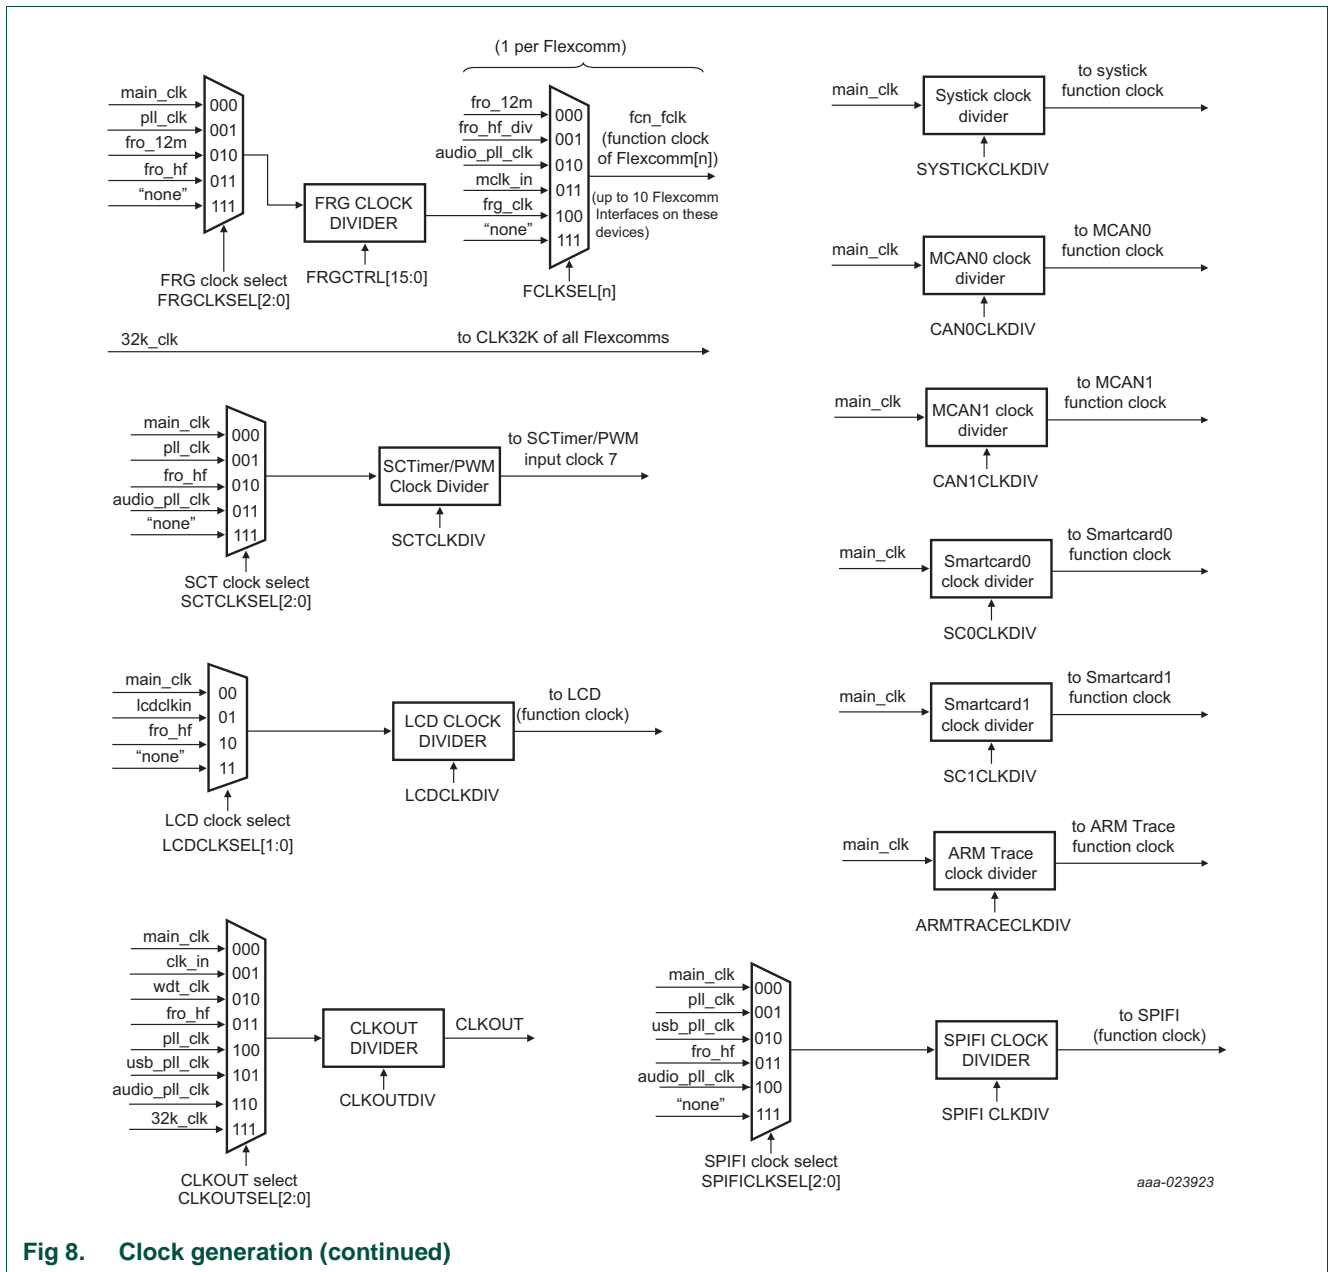 (1 per Flexcomm)
main_clk
000
pll_clk
001
fro_12m
010
fro_hf
011
“none”
111
FRG clock select
FRGCLKSEL[2:0]
FRG CLOCK
DIVIDER
FRGCTRL[15:0]
fro_12m
000
fro_hf_div
001
audio_pll_clk
010
mclk_in
011
frg_clk
100
“none”
111
FCLKSEL[n]
fcn_fclk
(function clock
of Flexcomm[n])
(up to 10 Flexcomm
Interfaces on these
devices)
32k_clk
to CLK32K of all Flexcomms
main_clk
000
pll_clk
001
fro_hf
010
audio_pll_clk
011
“none”
111
SCT clock select
SCTCLKSEL[2:0]
SCTimer/PWM
Clock Divider
SCTCLKDIV
to SCTimer/PWM
input clock 7
main_clk
00
lcdclkin
01
fro_hf
10
“none”
11
LCD clock select
LCDCLKSEL[1:0]
LCD CLOCK
DIVIDER
LCDCLKDIV
to LCD
(function clock)
main_clk
000
clk_in
001
wdt_clk
010
fro_hf
011
pll_clk
100
usb_pll_clk
101
audio_pll_clk
110
32k_clk
111
CLKOUT select
CLKOUTSEL[2:0]
CLKOUT
DIVIDER
CLKOUTDIV
CLKOUT
main_clk
Systick clock
divider
SYSTICKCLKDIV
to systick
function clock
main_clk
MCAN0 clock
divider
CAN0CLKDIV
to MCAN0
function clock
main_clk
MCAN1 clock
divider
CAN1CLKDIV
to MCAN1
function clock
main_clk
Smartcard0
clock divider
SC0CLKDIV
to Smartcard0
function clock
main_clk
Smartcard1
clock divider
SC1CLKDIV
to Smartcard1
function clock
main_clk
ARM Trace
clock divider
ARMTRACECLKDIV
to ARM Trace
function clock
main_clk
000
pll_clk
001
usb_pll_clk
010
fro_hf
011
audio_pll_clk
100
“none”
111
SPIFI clock select
SPIFICLKSEL[2:0]
SPIFI CLOCK
DIVIDER
SPIFI CLKDIV
to SPIFI
(function clock)
aaa-023923
Fig 8. Clock generation (continued)